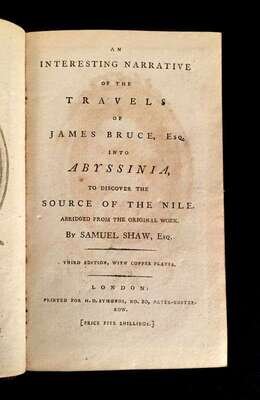 AN
INTERESTING NARRATIVE
OF THE
TRAVELS
OF
JAMES BRUCE, Esq.
INTO
ABYSSINIA,
TO DISCOVER THE
SOURCE OF THE NILE.
ABRIDGED FROM THE ORIGINAL WORK.
By SAMUEL SHAW, Esq.
THIRD EDITION, WITH COPPER PLATES.
LONDON:
PRINTED FOR H. D. SYMONDS, NO. 20, PATER-NOSTER-
ROW.
[PRICE FIVE SHILLINGS.]